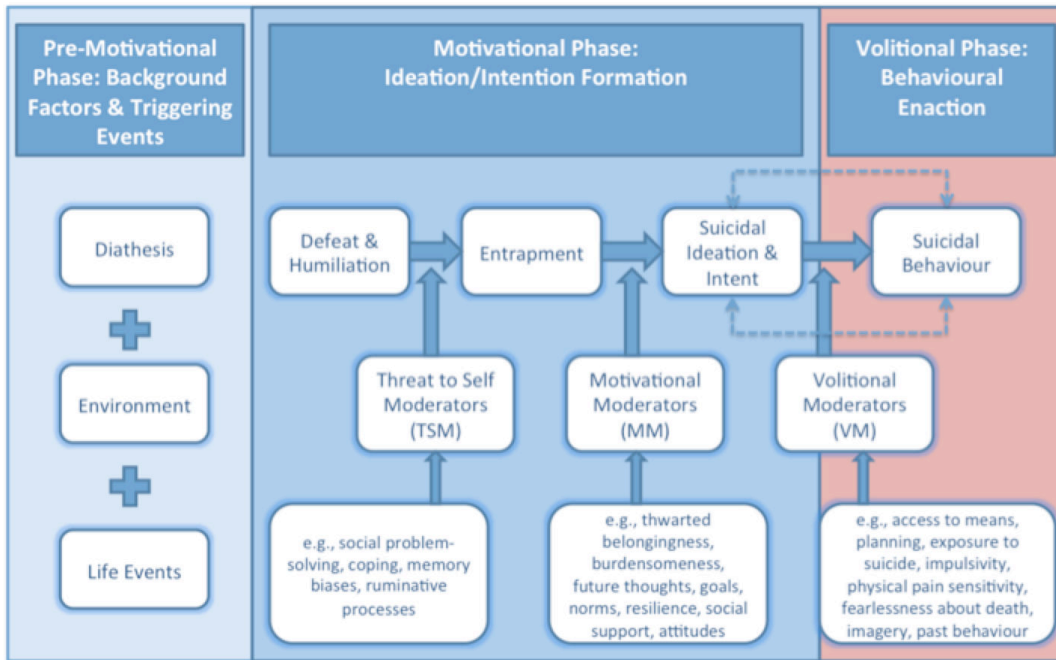 Pre-Motivational
Phase: Background
Factors & Triggering
Events
Motivational Phase:
Ideation/Intention Formation
Volitional Phase:
Behavioural
Enaction
Diathesis
Environment
Life Events
Defeat &
Humiliation
Entrapment
Suicidal
Ideation &
Intent
Suicidal
Behaviour
Threat to Self
Moderators
(TSM)
Motivational
Moderators
(MM)
Volitional
Moderators
(VM)
e.g., social problem-
solving, coping, memory
biases, ruminative
processes
e.g., thwarted
belongingness,
burdensomeness,
future thoughts, goals,
norms, resilience, social
support, attitudes
e.g., access to means,
planning, exposure to
suicide, impulsivity,
physical pain sensitivity,
fearlessness about death,
imagery, past behaviour